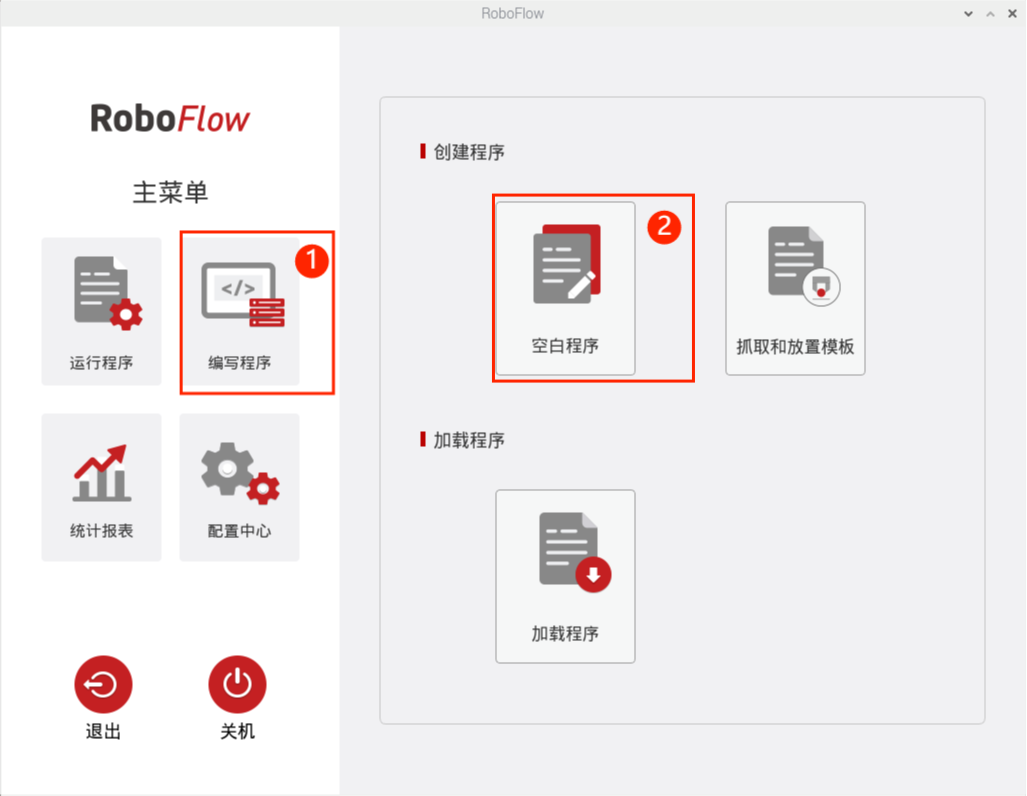 RoboFlow
RoboFlow
主菜单
运行程序
</>
编写程序
1
统计报表
配置中心
退出
关机
创建程序
空白程序
2
抓取和放置模板
加载程序
加载程序